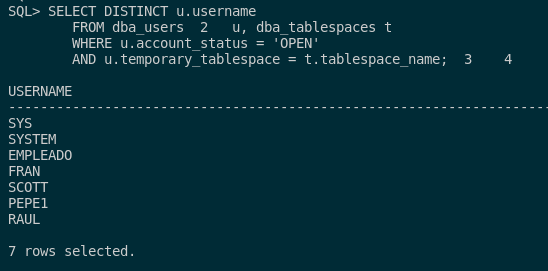 SQL> SELECT DISTINCT u.username
FROM dba_users  2   u, dba_tablespaces t
WHERE u.account_status = 'OPEN'
AND u.temporary_tablespace = t.tablespace_name;  3    4
USERNAME
--------------------------------------------------------------------
SYS
SYSTEM
EMPLEADO
FRAN
SCOTT
PEPE1
RAUL
7 rows selected.